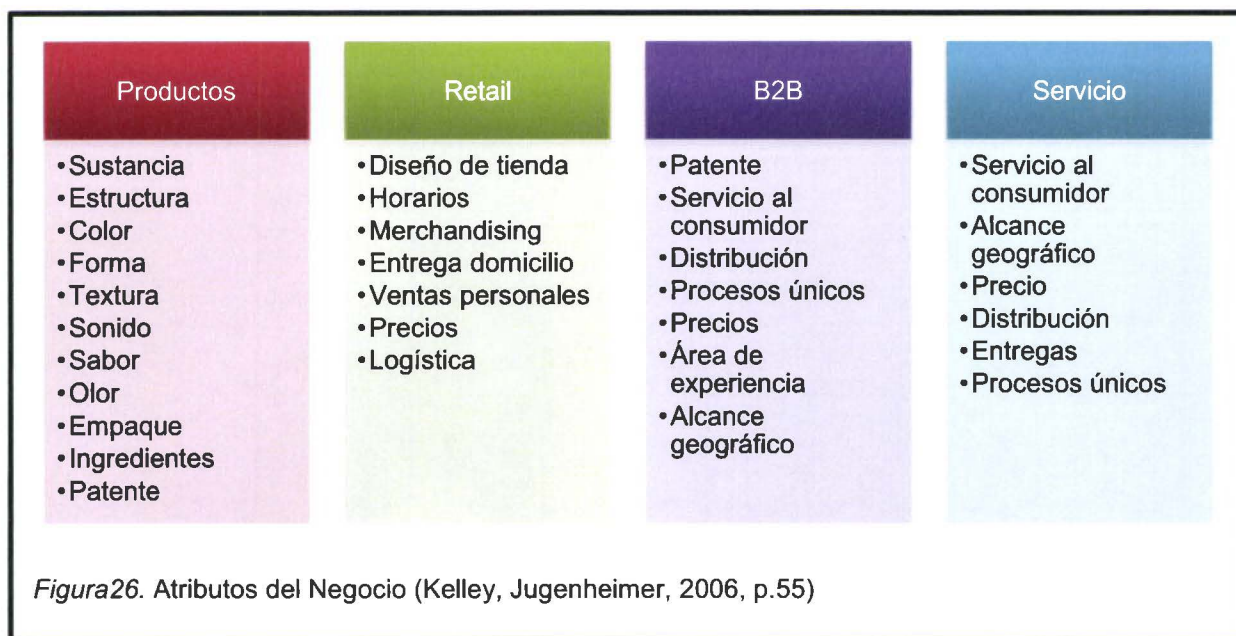 Productos
•Sustancia
•Estructura
•Color
•Forma
•Textura
•Sonido
•Sabor
•Olor
•Empaque
•Ingredientes
•Patente
Retail
•Diseño de tienda
•Horarios
•Merchandising
•Entrega domicilio
•Ventas personales
•Precios
•Logística
B2B
•Patente
•Servicio al
consumidor
•Distribución
•Procesos únicos
•Precios
•Área de
experiencia
•Alcance
geográfico
Servicio
•Servicio al
consumidor
•Alcance
geográfico
•Precio
•Distribución
•Entregas
•Procesos únicos
Figura26. Atributos del Negocio (Kelley, Jugenheimer, 2006, p.55)